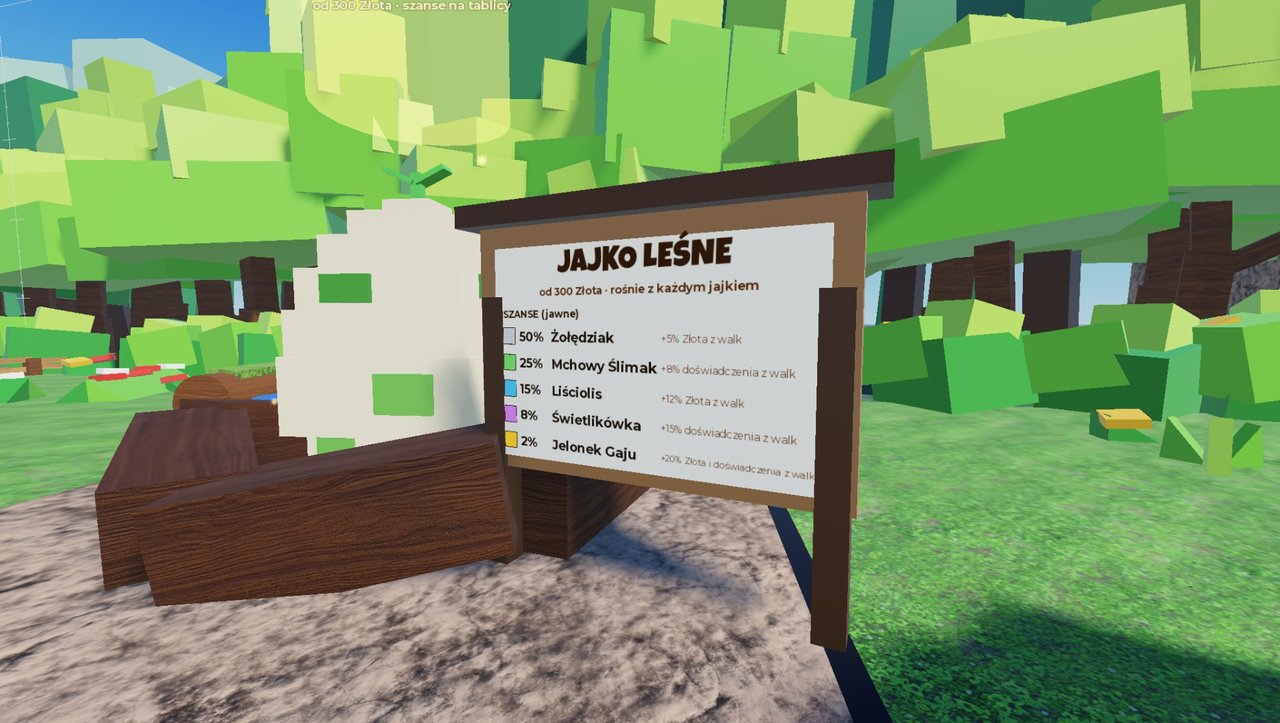 od 300 Złota · szanse na tablicy
JAJKO LEŚNE
od 300 Złota · rośnie z każdym jajkiem
SZANSE (jawne)
50% Żołędziak +5% Złota z walk
25% Mchowy Ślimak +8% doświadczenia z walk
15% Liściolis +12% Złota z walk
8% Świetlikówka +15% doświadczenia z walk
2% Jelonek Gaju +20% Złota i doświadczenia z walk